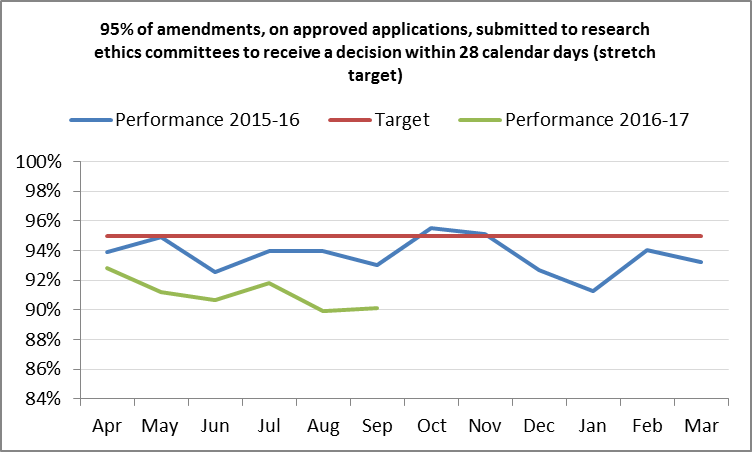 95% of amendments, on approved applications, submitted to research
ethics committees to receive a decision within 28 calendar days (stretch
target)
Performance 2015-16 Target Performance 2016-17
100%
98%
96%
94%
92%
90%
88%
86%
84%
Apr May Jun Jul Aug Sep Oct Nov Dec Jan Feb Mar